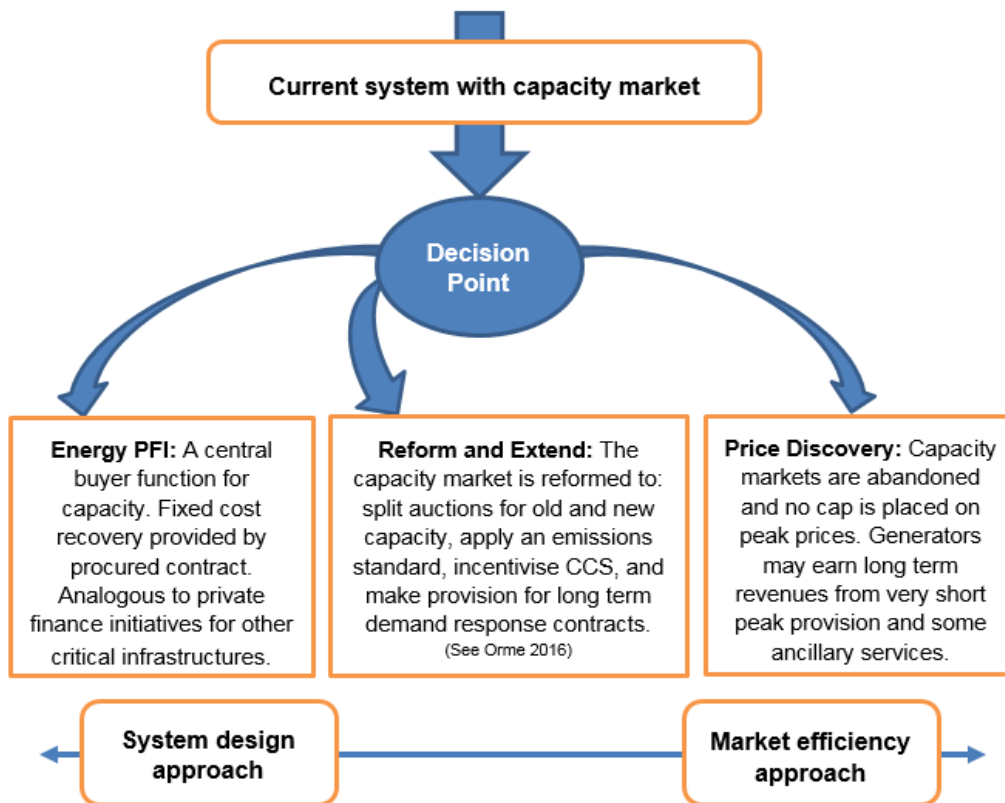 Current system with capacity market
Decision
Point
Energy PFI: A central
buyer function for
capacity. Fixed cost
recovery provided by
procured contract.
Analogous to private
finance initiatives for other
critical infrastructures.
Reform and Extend: The
capacity market is reformed to:
split auctions for old and new
capacity, apply an emissions
standard, incentivise CCS, and
make provision for long term
demand response contracts.
(See Orme 2016)
Price Discovery: Capacity
markets are abandoned
and no cap is placed on
peak prices. Generators
may earn long term
revenues from very short
peak provision and some
ancillary services.
System design
approach
Market efficiency
approach